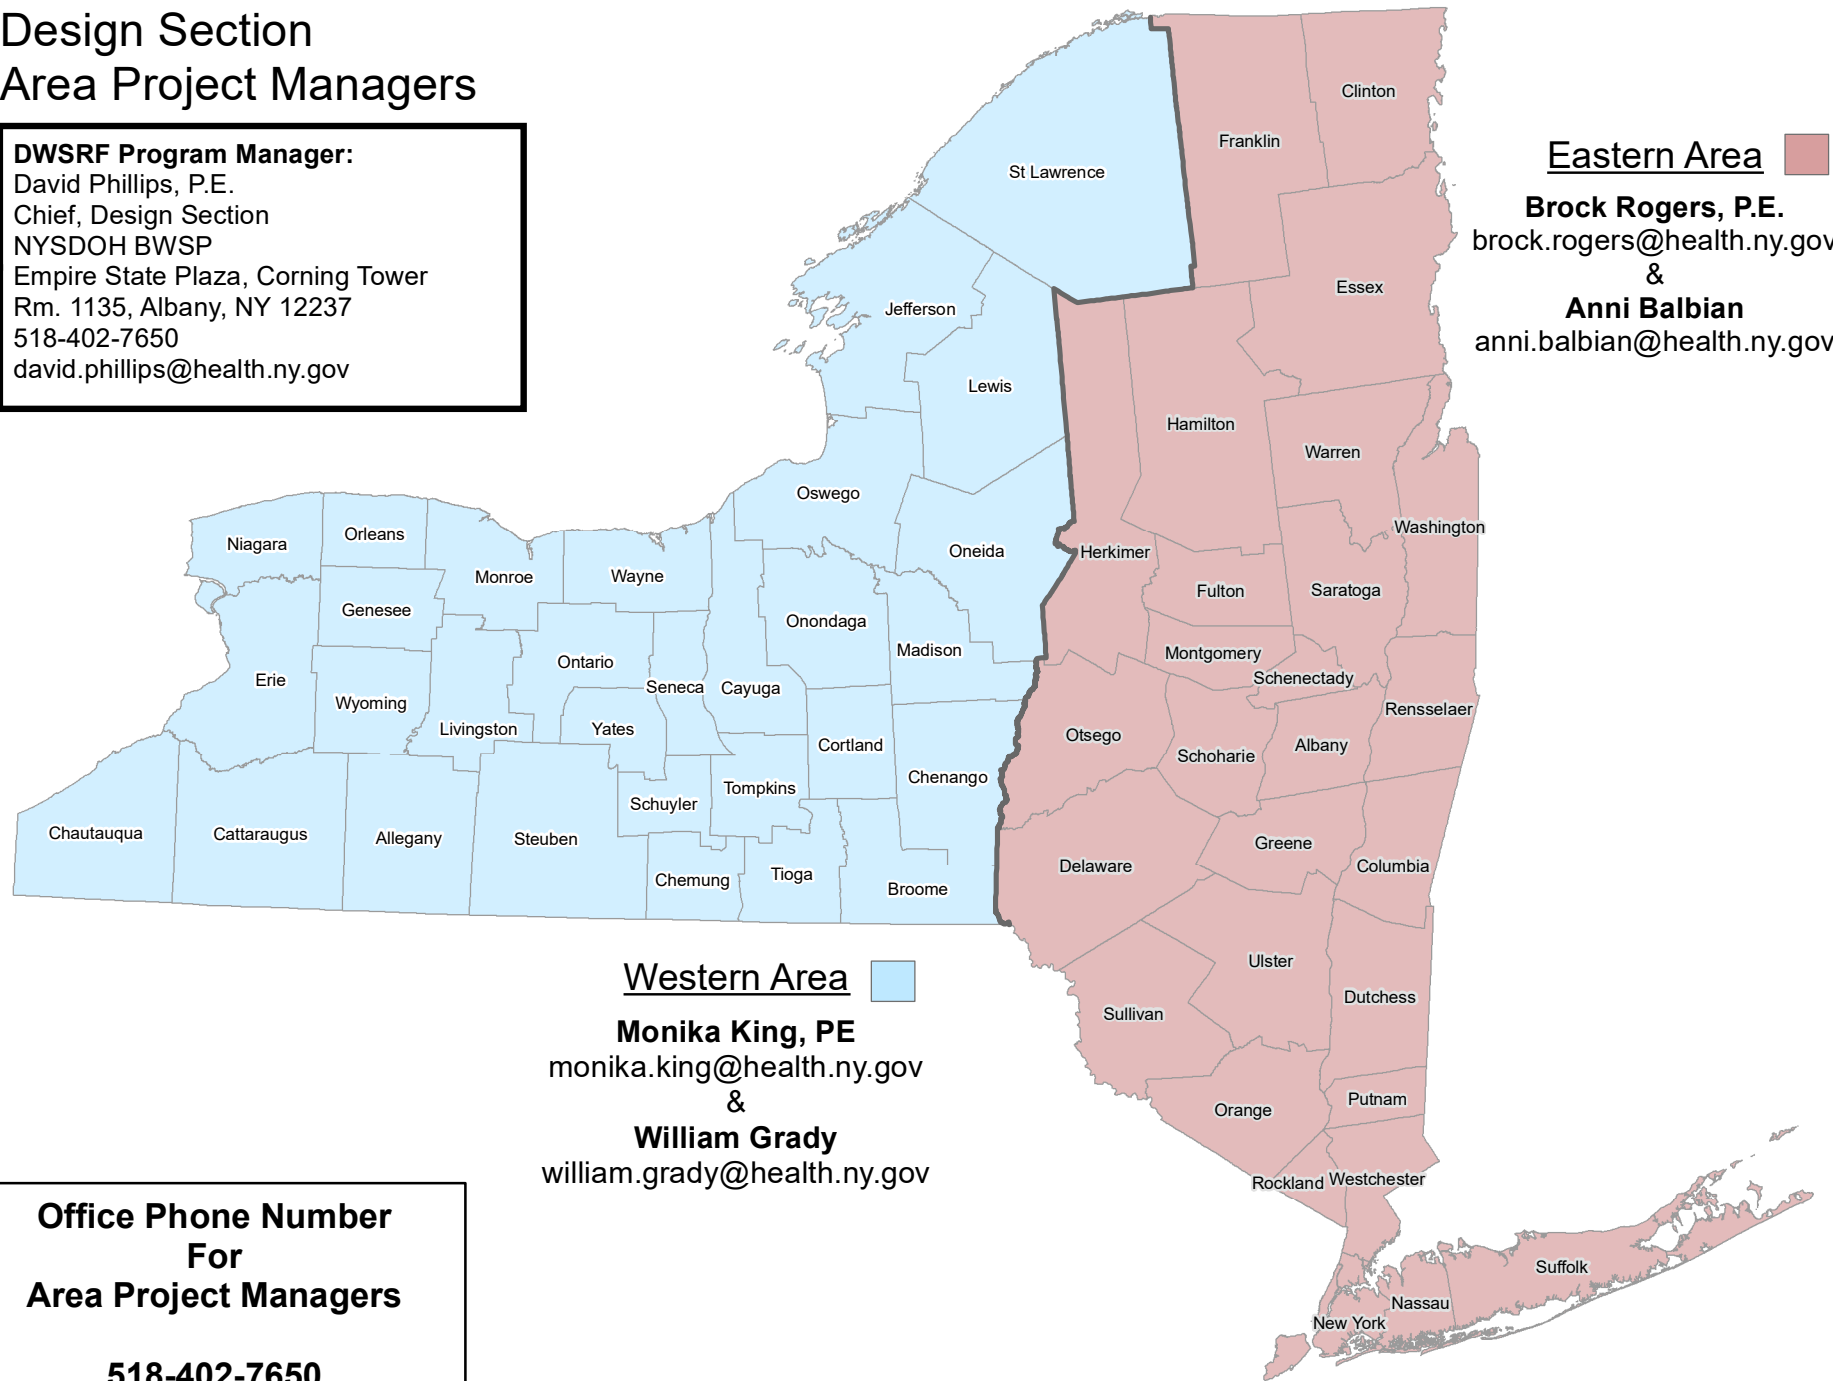 Design Section
Area Project Managers
DWSRF Program Manager:
David Phillips, P.E.
Chief, Design Section
NYSDOH BWSP
Empire State Plaza, Corning Tower
Rm. 1135, Albany, NY 12237
518-402-7650
david.phillips@health.ny.gov
Eastern Area
Brock Rogers, P.E.
brock.rogers@health.ny.gov
&
Anni Balbian
anni.balbian@health.ny.gov
Clinton
Franklin
St Lawrence
Essex
Jefferson
Lewis
Hamilton
Warren
Oswego
Washington
Niagara
Orleans
Oneida
Herkimer
Monroe
Wayne
Fulton
Saratoga
Genesee
Onondaga
Madison
Montgomery
Ontario
Erie
Seneca
Cayuga
Schenectady
Wyoming
Rensselaer
Livingston
Yates
Otsego
Cortland
Albany
Schoharie
Chenango
Tompkins
Schuyler
Chautauqua
Cattaraugus
Allegany
Steuben
Greene
Delaware
Columbia
Chemung
Tioga
Broome
Ulster
Dutchess
Sullivan
Putnam
Orange
Rockland
Westchester
Suffolk
Nassau
New York
Western Area
Monika King, PE
monika.king@health.ny.gov
&
William Grady
william.grady@health.ny.gov
Office Phone Number
For
Area Project Managers
518-402-7650